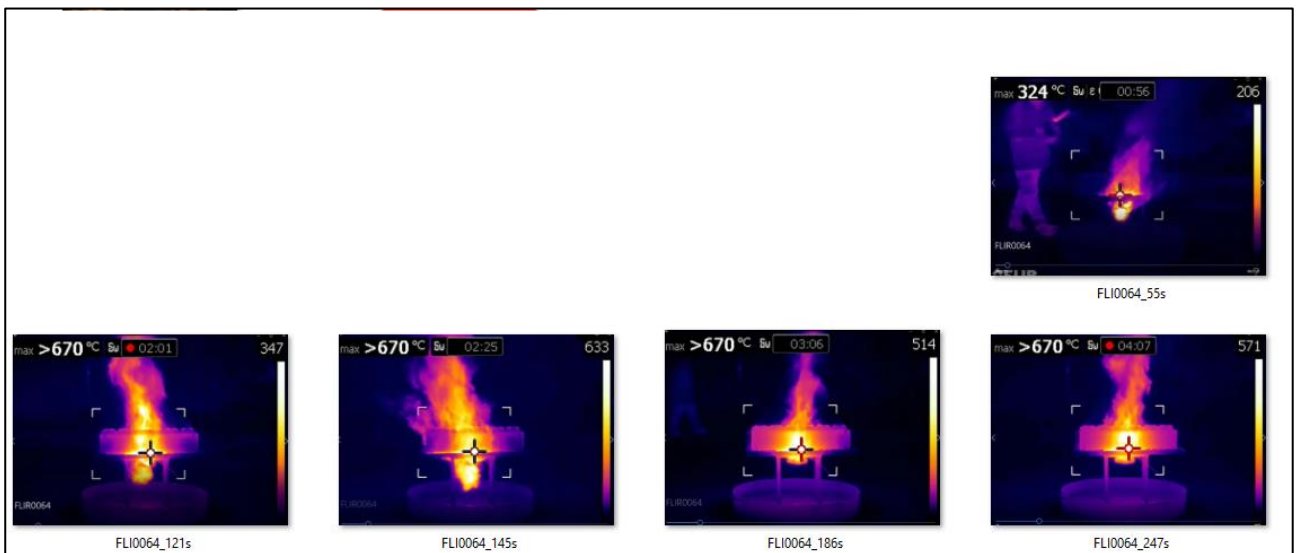 max 324 °C
00:56
206
FLIR0064
FLI0064_55s
max >670 °C
02:01
347
FLIR0064
FLI0064_121s
max >670 °C
02:25
633
FLIR0064
FLI0064_145s
max >670 °C
03:06
514
FLIR0064
FLI0064_186s
max >670 °C
04:07
571
FLI0064_247s